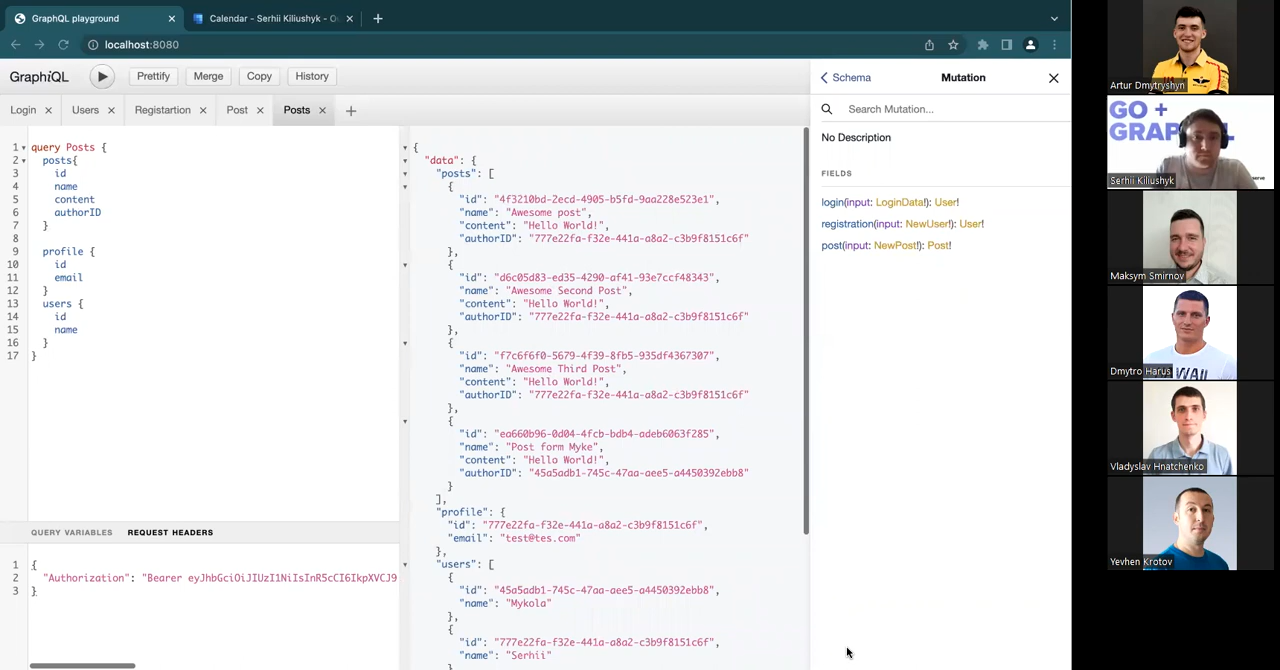 GraphQL playground
Calendar - Serhii Kiliushyk - O
localhost:8080
GraphiQL
Prettify
Merge
Copy
History
Login
Users
Registartion
Post
Posts
1 query Posts {
2 posts{
3 id
4 name
5 content
6 authorID
7 }
8
9 profile {
10 id
11 email
12 }
13 users {
14 id
15 name
16 }
17 }
QUERY VARIABLES
REQUEST HEADERS
1 {
2 "Authorization": "Bearer eyJhbGciOiJIUzI1NiIsInR5cCI6IkpXVCJ9
3 }
{
"data": {
"posts": [
{
"id": "4f3210bd-2ecd-4905-b5fd-9aa228e523e1",
"name": "Awesome post",
"content": "Hello World!",
"authorID": "777e22fa-f32e-441a-a8a2-c3b9f8151c6f"
},
{
"id": "d6c05d83-ed35-4290-af41-93e7ccf48343",
"name": "Awesome Second Post",
"content": "Hello World!",
"authorID": "777e22fa-f32e-441a-a8a2-c3b9f8151c6f"
},
{
"id": "f7c6f6f0-5679-4f39-8fb5-935df4367307",
"name": "Awesome Third Post",
"content": "Hello World!",
"authorID": "777e22fa-f32e-441a-a8a2-c3b9f8151c6f"
},
{
"id": "ea660b96-0d04-4fcb-bdb4-adeb6063f285",
"name": "Post form Myke",
"content": "Hello World!",
"authorID": "45a5adb1-745c-47aa-aee5-a4450392ebb8"
}
],
"profile": {
"id": "777e22fa-f32e-441a-a8a2-c3b9f8151c6f",
"email": "test@tes.com"
},
"users": [
{
"id": "45a5adb1-745c-47aa-aee5-a4450392ebb8",
"name": "Mykola"
},
{
"id": "777e22fa-f32e-441a-a8a2-c3b9f8151c6f",
"name": "Serhii"
}
Schema
Mutation
Search Mutation...
No Description
FIELDS
login(input: LoginData!): User!
registration(input: NewUser!): User!
post(input: NewPost!): Post!
Artur Dmytryshyn
GO +
GRAP L
Serhii Kiliushyk
Maksym Smirnov
Dmytro Harus
Vladyslav Hnatchenko
Yevhen Krotov